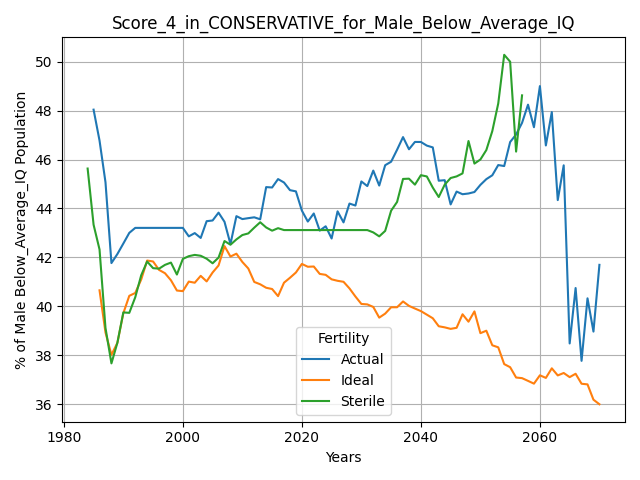 Score_4_in_CONSERVATIVE_for_Male_Below_Average_IQ
% of Male Below_Average_IQ Population
50
48
46
44
42
40
38
36
Fertility
Actual
Ideal
Sterile
1980
2000
2020
2040
2060
Years